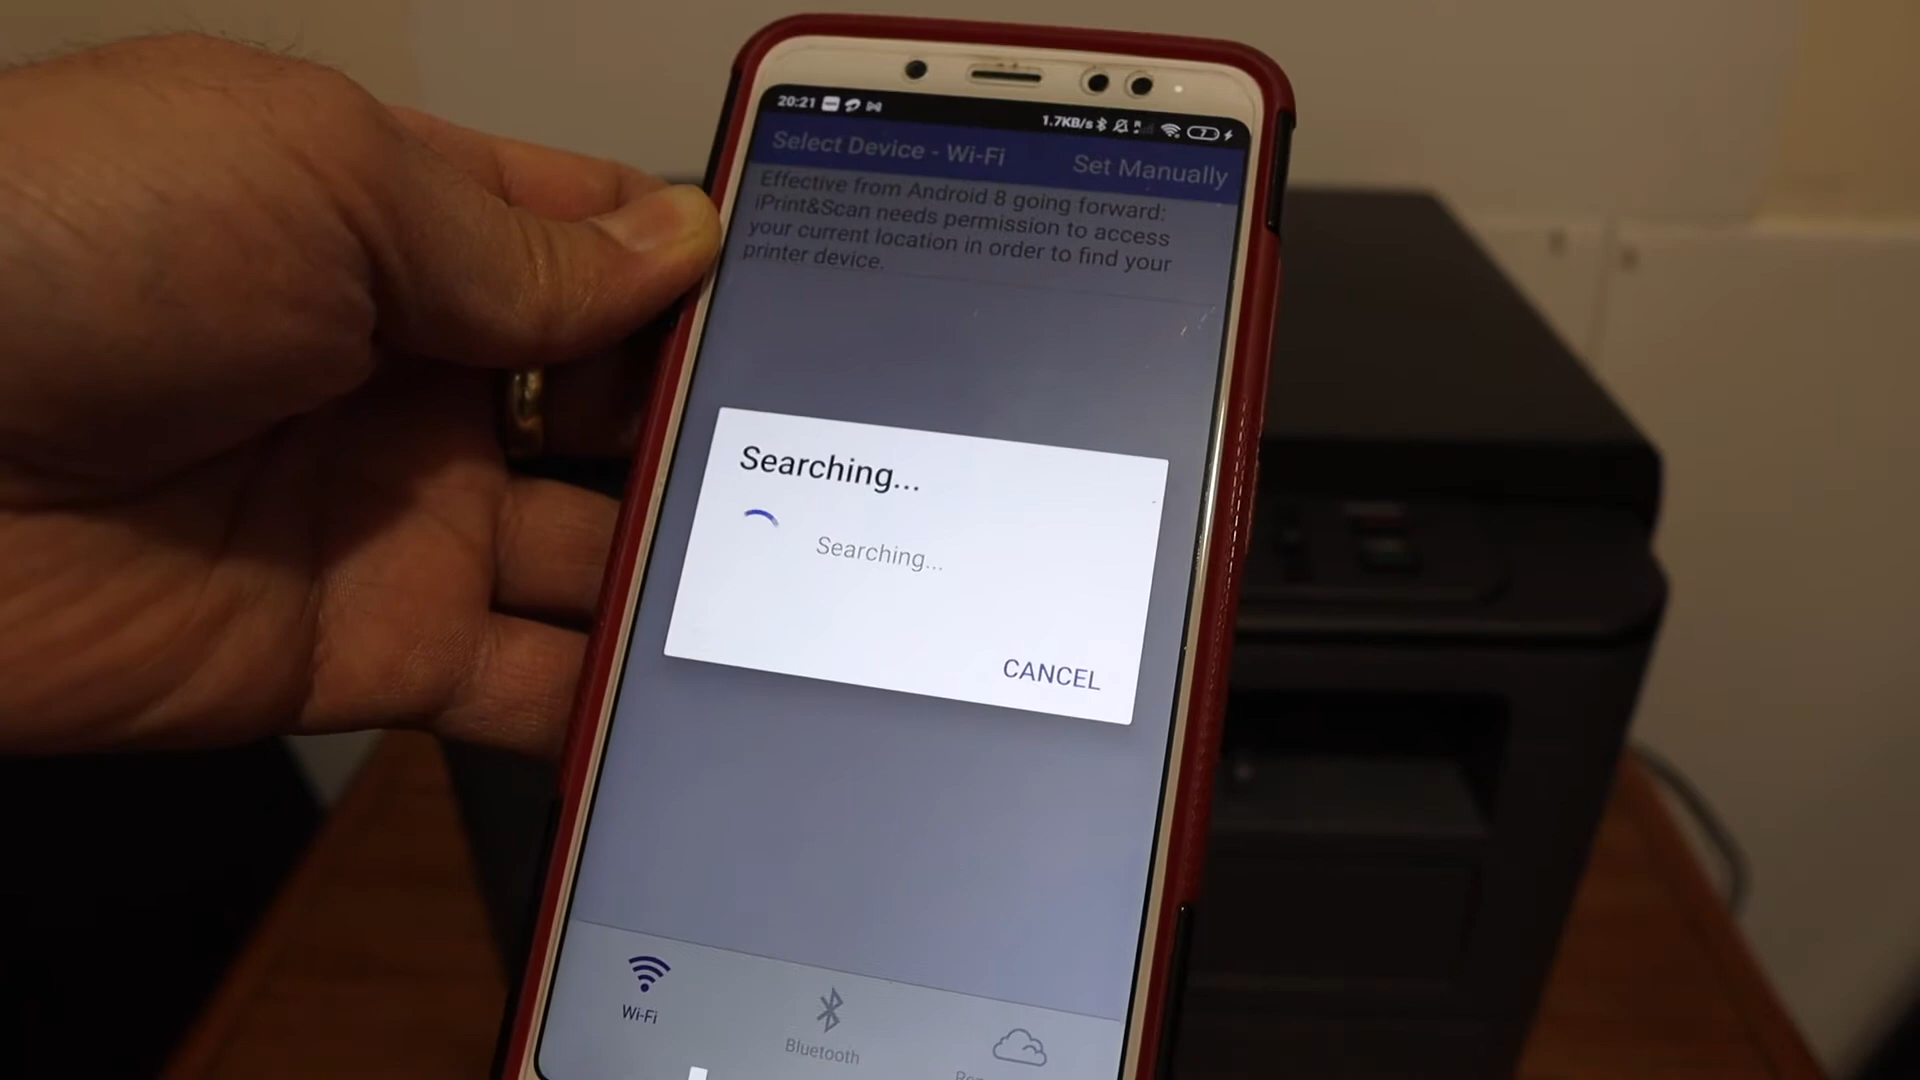 20:21
1.7KB/s
7
Select Device - Wi-Fi
Set Manually
Effective from Android 8 going forward;
iPrint&Scan needs permission to access
your current location in order to find your
printer device.
Searching...
Searching...
CANCEL
Wi-Fi
Bluetooth